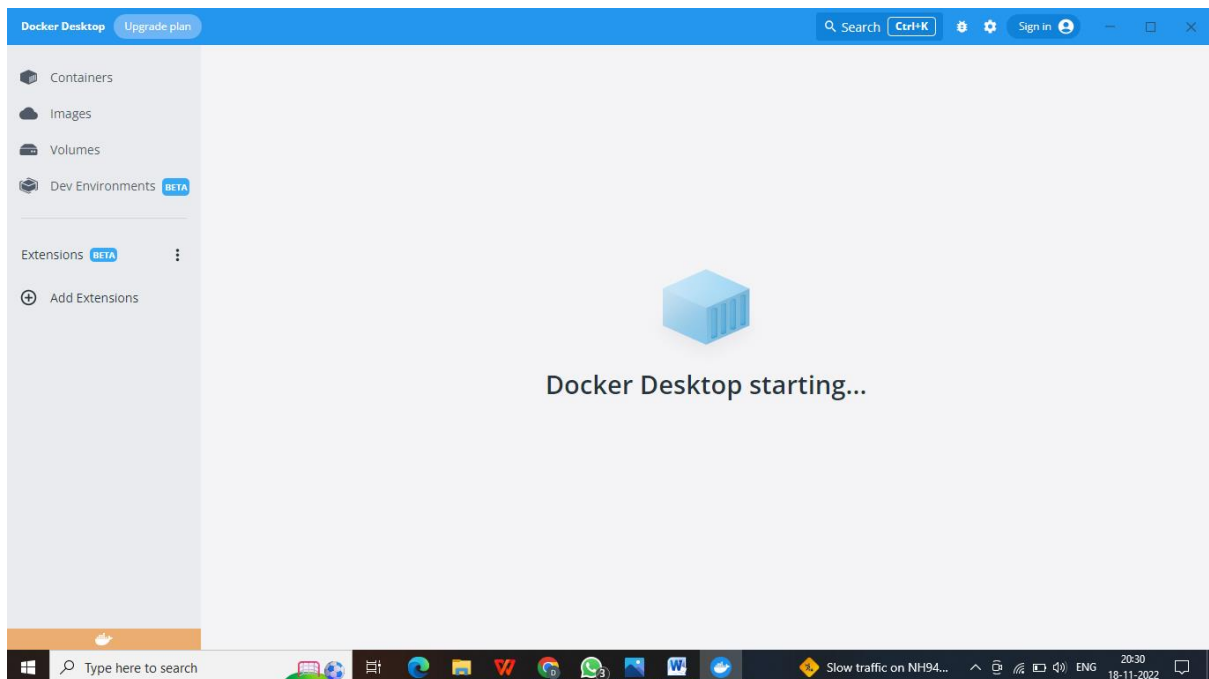 Docker Desktop Upgrade plan Search Ctrl+K Sign in
Containers
Images
Volumes
Dev Environments BETA
Extensions BETA
Add Extensions
Docker Desktop starting...
Type here to search W 3 W Slow traffic on NH94... ENG 20:30
18-11-2022